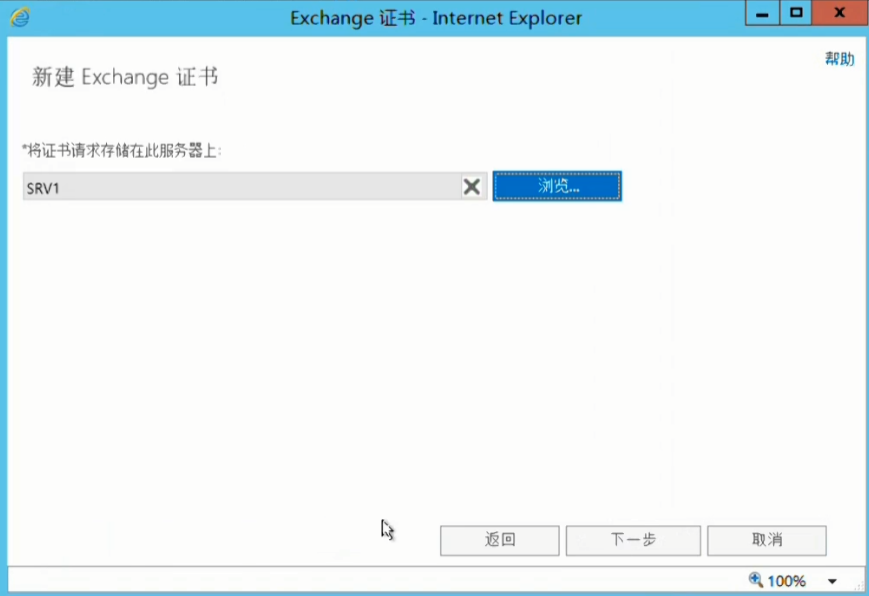 Exchange 证书 - Internet Explorer
帮助
新建 Exchange 证书
*将证书请求存储在此服务器上:
SRV1
浏览...
返回 下一步 取消
100%